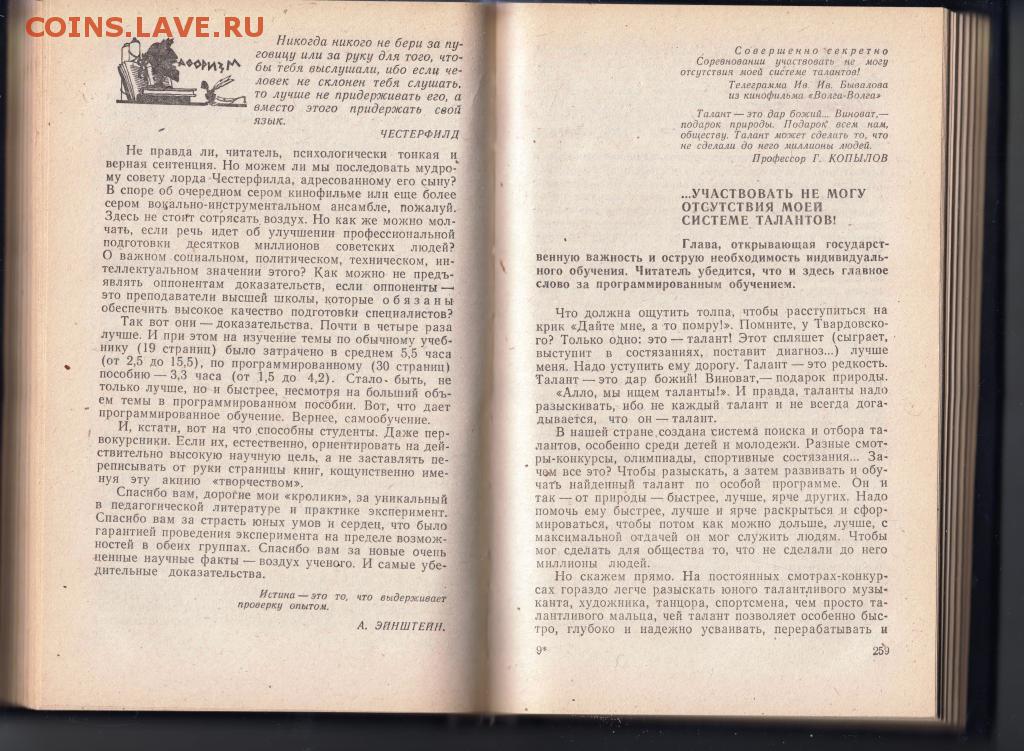 COINS.LAVE.RU
АФОРИЗМ
Никогда никого не бери за пу-
говицу или за руку для того, что-
бы тебя выслушали, ибо если че-
ловек не склонен тебя слушать,
то лучше не придерживать его, а
вместо этого придержать свой
язык.
ЧЕСТЕРФИЛД
Не правда ли, читатель, психологически тонкая и
верная сентенция. Но можем ли мы последовать мудро-
му совету лорда Честерфилда, адресованному его сыну?
В споре об очередном сером кинофильме или еще более
сером вокально-инструментальном ансамбле, пожалуй.
Здесь не стоит сотрясать воздух. Но как же можно мол-
чать, если речь идет об улучшении профессиональной
подготовки десятков миллионов советских людей?
О важном социальном, политическом, техническом, ин-
теллектуальном значении этого? Как можно не предъ-
являть оппонентам доказательств, если оппоненты —
это преподаватели высшей школы, которые обязаны
обеспечить высокое качество подготовки специалистов?
Так вот они — доказательства. Почти в четыре раза
лучше. И при этом на изучение темы по обычному учеб-
нику (19 страниц) было затрачено в среднем 5,5 часа
(от 2,5 до 15,5), по программированному (30 страниц)
пособию — 3,3 часа (от 1,5 до 4,2). Стало быть, не
только лучше, но и быстрее, несмотря на больший объ-
ем темы в программированном пособии. Вот, что дает
программированное обучение. Вернее, самообучение.
И, кстати, вот на что способны студенты. Даже пер-
вокурсники. Если их, естественно, ориентировать на дей-
ствительно высокую научную цель, а не заставлять пе-
реписывать от руки страницы книг, кощунственно име-
нуя эту акцию «творчеством».
Спасибо вам, дорогие мои «кролики», за уникальный
в педагогической литературе и практике эксперимент.
Спасибо вам за страсть юных умов и сердец, что было
гарантией проведения эксперимента на пределе возмож-
ностей в обеих группах. Спасибо вам за новые очень
ценные научные факты — воздух ученого. И самые убе-
дительные доказательства.
Истина — это то, что выдерживает
проверку опытом.
А. ЭЙНШТЕЙН.
Совершенно секретно
Соревновании участвовать не могу
отсутствия моей системе талантов!
Телеграмма Ив. Ив. Бывалова
из кинофильма «Волга-Волга»
Талант — это дар божий... Виноват,—
подарок природы. Подарок всем нам,
обществу. Талант может сделать то, что
не сделали до него миллионы людей.
Профессор Г. КОПЫЛОВ
...УЧАСТВОВАТЬ НЕ МОГУ
ОТСУТСТВИЯ МОЕЙ
СИСТЕМЕ ТАЛАНТОВ!
Глава, открывающая государст-
венную важность и острую необходимость индивидуаль-
ного обучения. Читатель убедится, что и здесь главное
слово за программированным обучением.
Что должна ощутить толпа, чтобы расступиться на
крик «Дайте мне, а то помру!». Помните, у Твардовско-
го? Только одно: это — талант! Этот спляшет (сыграет,
выступит в состязаниях, поставит диагноз...) лучше
меня. Надо уступить ему дорогу. Талант — это редкость.
Талант — это дар божий! Виноват,— подарок природы.
«Алло, мы ищем таланты!». И правда, таланты надо
разыскивать, ибо не каждый талант и не всегда дога-
дывается, что он — талант.
В нашей стране создана система поиска и отбора та-
лантов, особенно среди детей и молодежи. Разные смот-
ры-конкурсы, олимпиады, спортивные состязания... За-
чем все это? Чтобы разыскать, а затем развивать и обу-
чать найденный талант по особой программе. Он и
так — от природы — быстрее, лучше, ярче других. Надо
помочь ему быстрее, лучше и ярче раскрыться и сфор-
мироваться, чтобы потом как можно дольше, лучше, с
максимальной отдачей он мог служить людям. Чтобы
мог сделать для общества то, что не сделали до него
миллионы людей.
Но скажем прямо. На постоянных смотрах-конкур-
сах гораздо легче разыскать юного талантливого музы-
канта, художника, танцора, спортсмена, чем просто та-
лантливого мальца, чей талант позволяет особенно быс-
тро, глубоко и надежно усваивать, перерабатывать и
9*
259